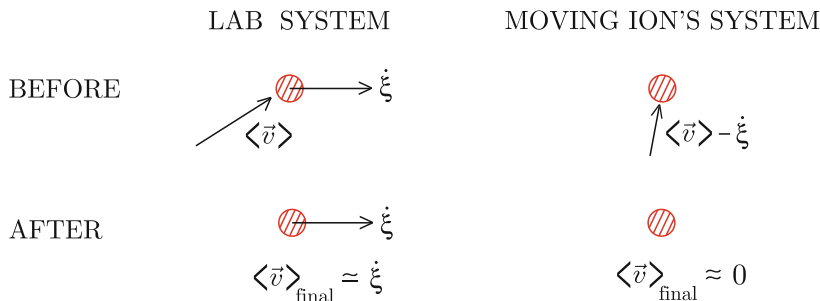 LAB SYSTEM MOVING ION'S SYSTEM
BEFORE ξ̇
⟨v⃗⟩ ⟨v⃗⟩ – ξ̇
AFTER ξ̇
⟨v⃗⟩final ≃ ξ̇ ⟨v⃗⟩final ≈ 0